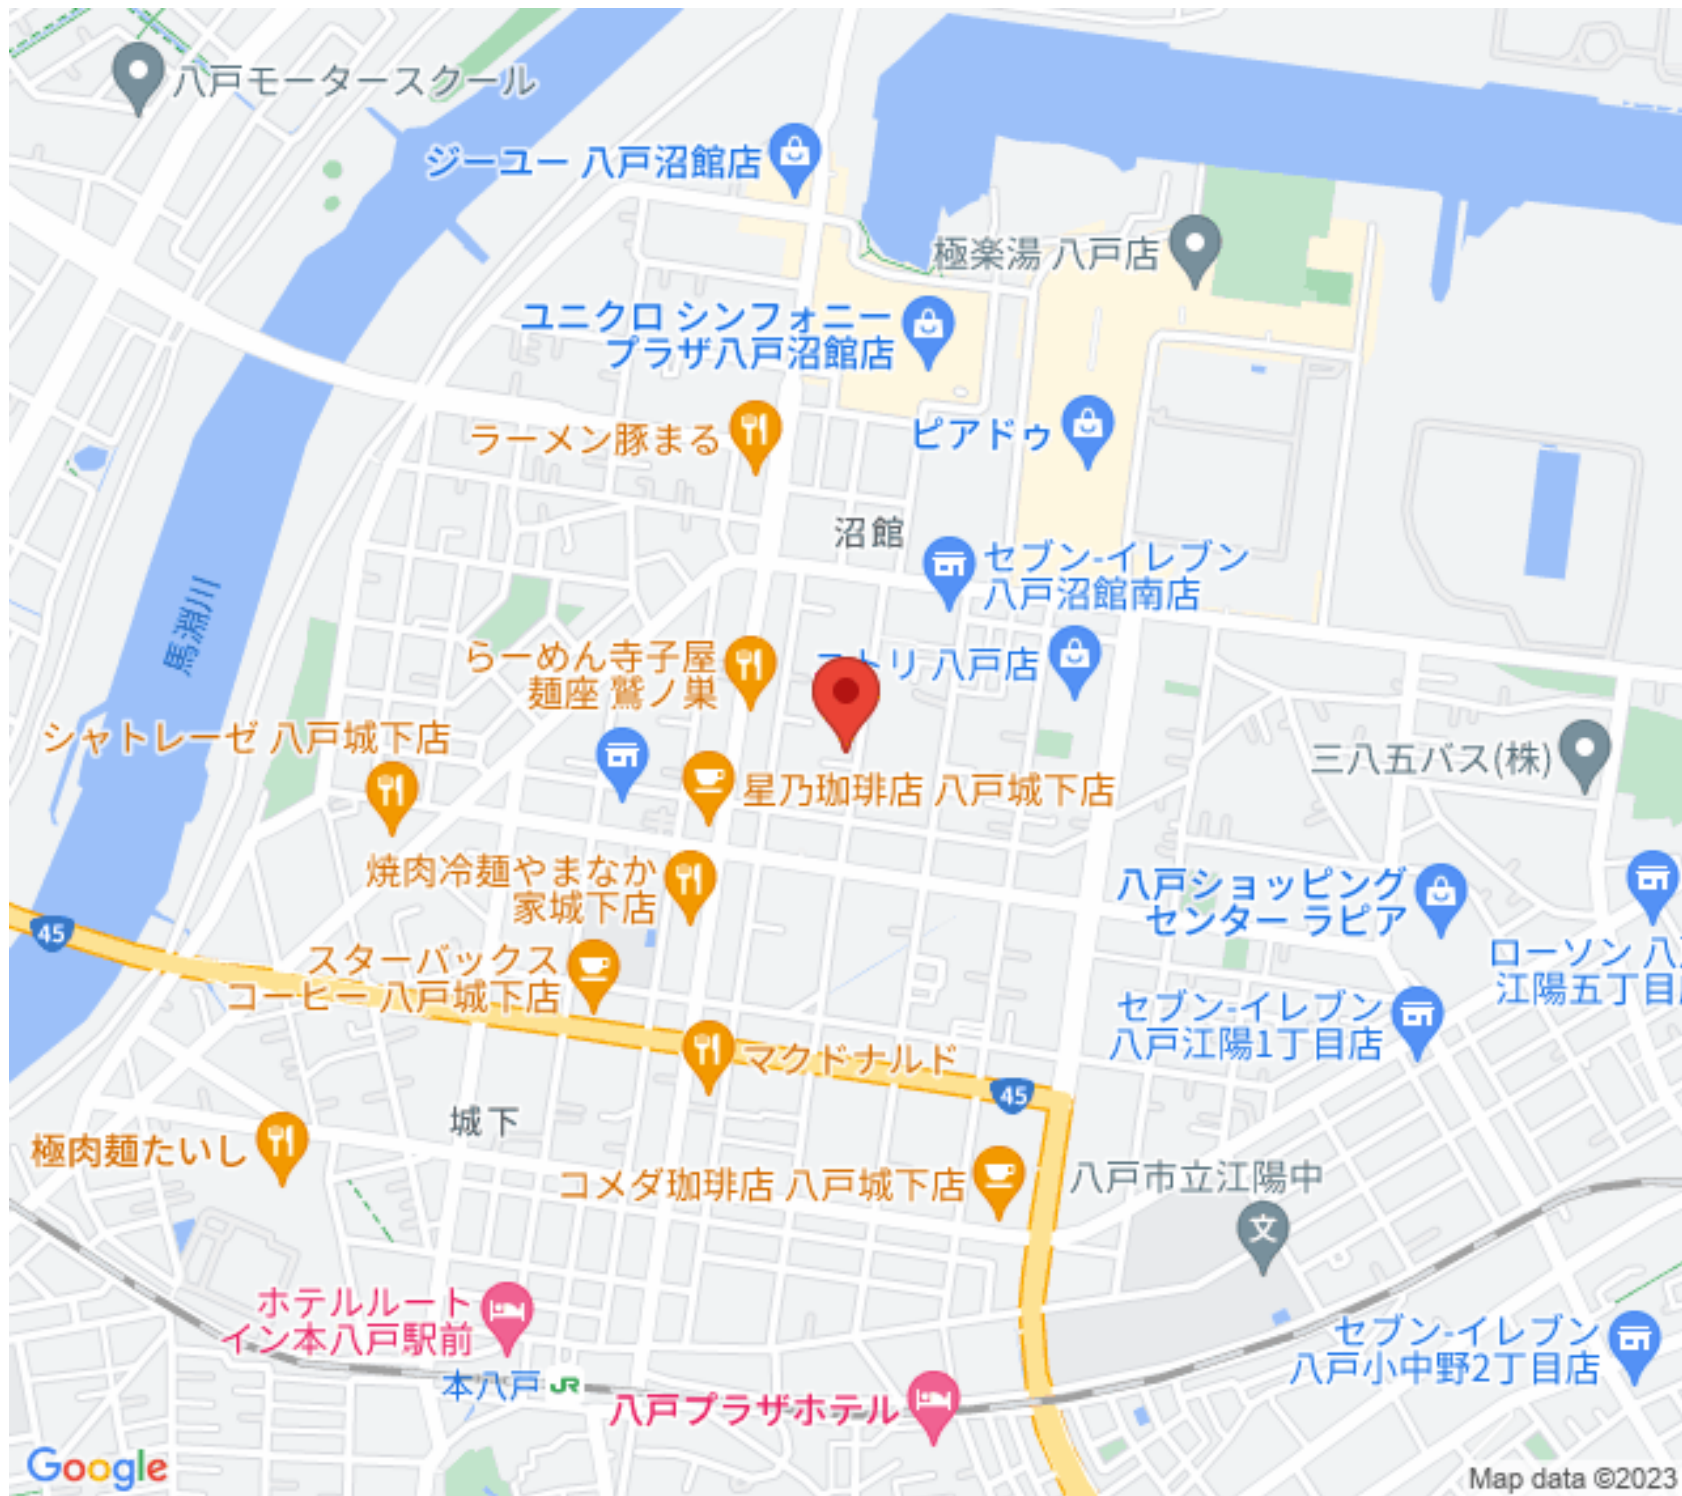 八戸モータースクール
ジーユー 八戸沼館店
極楽湯 八戸店
ユニクロ シンフォニー
プラザ八戸沼館店
ラーメン豚まる
ピアドゥ
沼館
セブン-イレブン
八戸沼館南店
馬淵川
らーめん寺子屋
麺座 鷲ノ巣
トリ 八戸店
シャトレーゼ 八戸城下店
三八五バス(株)
星乃珈琲店 八戸城下店
焼肉冷麺やまなか
家城下店
八戸ショッピング
センター ラピア
45
スターバックス
コーヒー 八戸城下店
ローソン 八
江陽五丁目
セブン-イレブン
八戸江陽1丁目店
マクドナルド
45
城下
極肉麺たいし
コメダ珈琲店 八戸城下店
八戸市立江陽中
文
ホテルルート
イン本八戸駅前
セブン-イレブン
八戸小中野2丁目店
本八戸 JR
八戸プラザホテル
Google
Map data ©2023